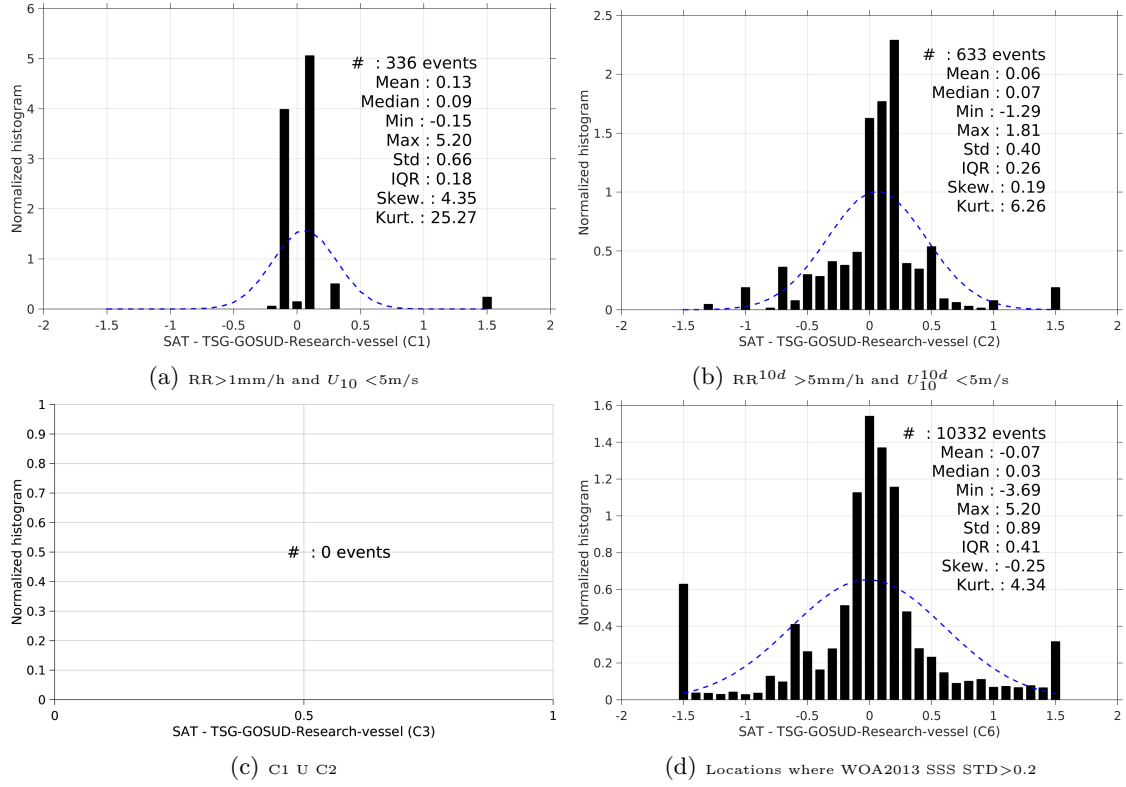 6
5
4
3
2
1
0
-2
-1.5
-1
-0.5
0
0.5
1
1.5
2
Normalized histogram
SAT - TSG-GOSUD-Research-vessel (C1)
# : 336 events
Mean : 0.13
Median : 0.09
Min : -0.15
Max : 5.20
Std : 0.66
IQR : 0.18
Skew. : 4.35
Kurt. : 25.27
(a) RR>1mm/h and U10 <5m/s
2.5
2
1.5
1
0.5
0
-2
-1.5
-1
-0.5
0
0.5
1
1.5
2
Normalized histogram
SAT - TSG-GOSUD-Research-vessel (C2)
# : 633 events
Mean : 0.06
Median : 0.07
Min : -1.29
Max : 1.81
Std : 0.40
IQR : 0.26
Skew. : 0.19
Kurt. : 6.26
(b) RR10d >5mm/h and U10d10 <5m/s
1
0.9
0.8
0.7
0.6
0.5
0.4
0.3
0.2
0.1
0
0
0.5
1
Normalized histogram
SAT - TSG-GOSUD-Research-vessel (C3)
# : 0 events
(c) C1 U C2
1.6
1.4
1.2
1
0.8
0.6
0.4
0.2
0
-2
-1.5
-1
-0.5
0
0.5
1
1.5
2
Normalized histogram
SAT - TSG-GOSUD-Research-vessel (C6)
# : 10332 events
Mean : -0.07
Median : 0.03
Min : -3.69
Max : 5.20
Std : 0.89
IQR : 0.41
Skew. : -0.25
Kurt. : 4.34
(d) Locations where WOA2013 SSS STD>0.2